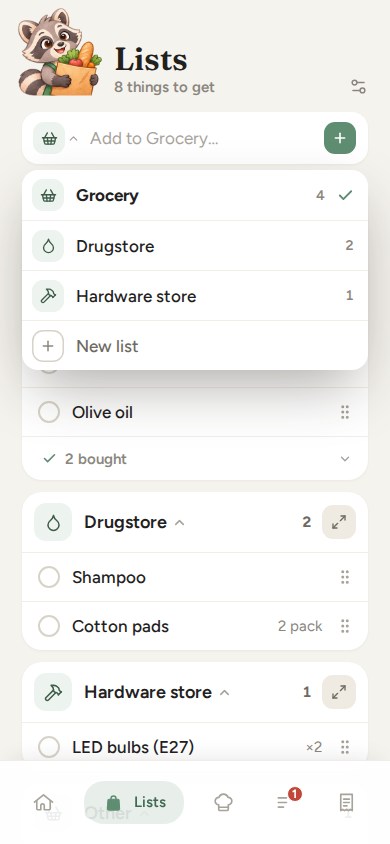 Lists
8 things to get
Add to Grocery...
Grocery 4
Drugstore 2
Hardware store 1
New list
Olive oil
2 bought
Drugstore 2
Shampoo
Cotton pads 2 pack
Hardware store 1
LED bulbs (E27) ×2
Other
Lists 1